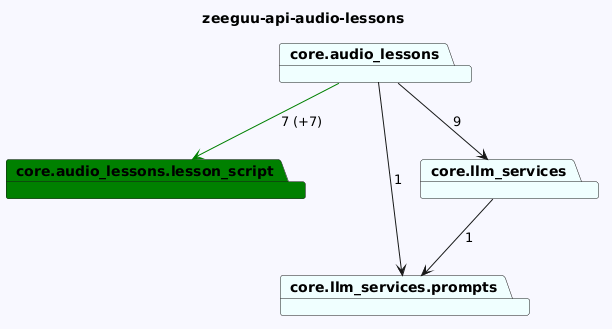 zeeguu-api-audio-lessons
core.audio_lessons
7 (+7)
9
core.audio_lessons.lesson_script
1
core.llm_services
1
core.llm_services.prompts